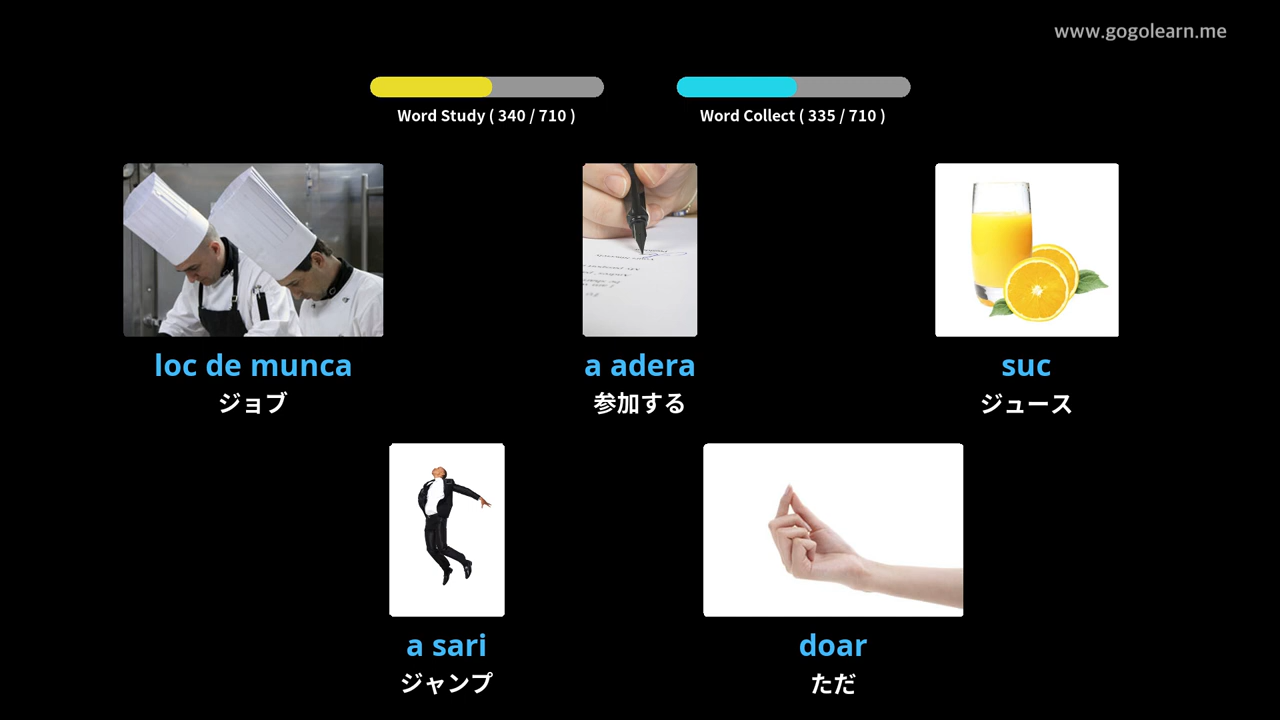 www.gogolearn.me
Word Study ( 340 / 710 )
Word Collect ( 335 / 710 )
loc de munca
ジョブ
a adera
参加する
suc
ジュース
a sari
ジャンプ
doar
ただ